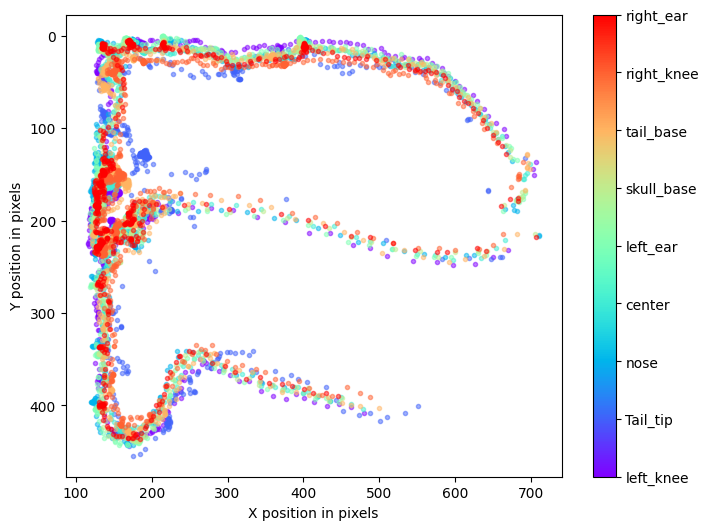 0
100
200
300
400
Y position in pixels
100
200
300
400
500
600
700
X position in pixels
right_ear
right_knee
tail_base
skull_base
left_ear
center
nose
Tail_tip
left_knee